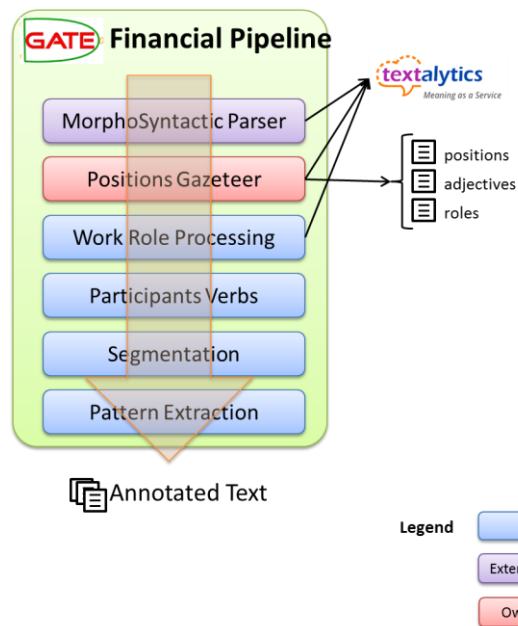 GATE Financial Pipeline
textalytics
Meaning as a Service
MorphoSyntactic Parser
Positions Gazeteer
positions
adjectives
roles
Work Role Processing
Participants Verbs
Segmentation
Pattern Extraction
Annotated Text
Legend